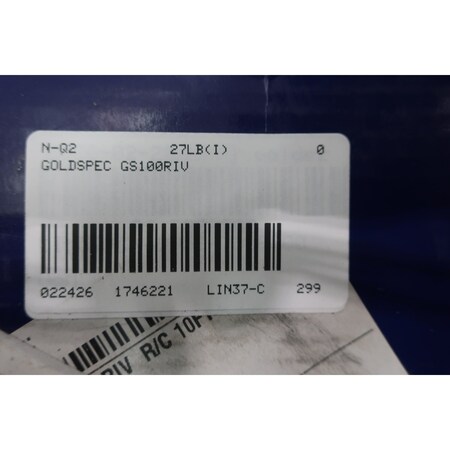 N-Q2 27LB(I) 0
GOLDSPEC GS100RIV
022426 1746221 LIN37-C 299
RIV R/C 10F